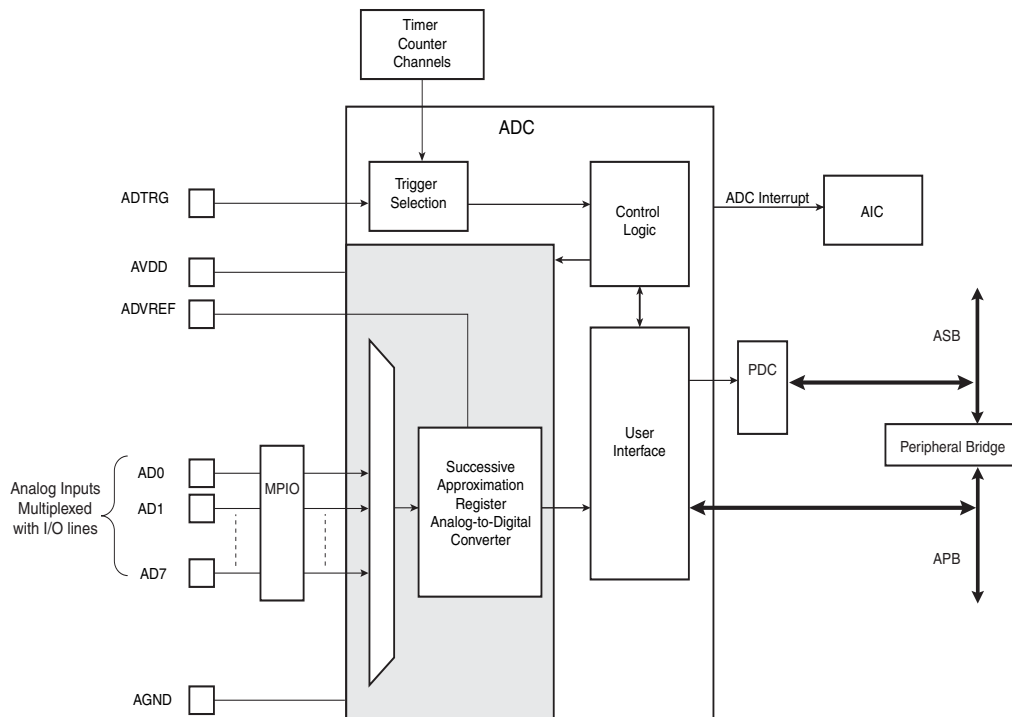 Timer
Counter
Channels
ADC
Trigger
Selection
Control
Logic
ADTRG
ADC Interrupt
AIC
AVDD
ADVREF
ASB
PDC
User
Interface
Peripheral Bridge
Analog Inputs
Multiplexed
with I/O lines
AD0
AD1
AD7
MPIO
Successive
Approximation
Register
Analog-to-Digital
Converter
APB
AGND